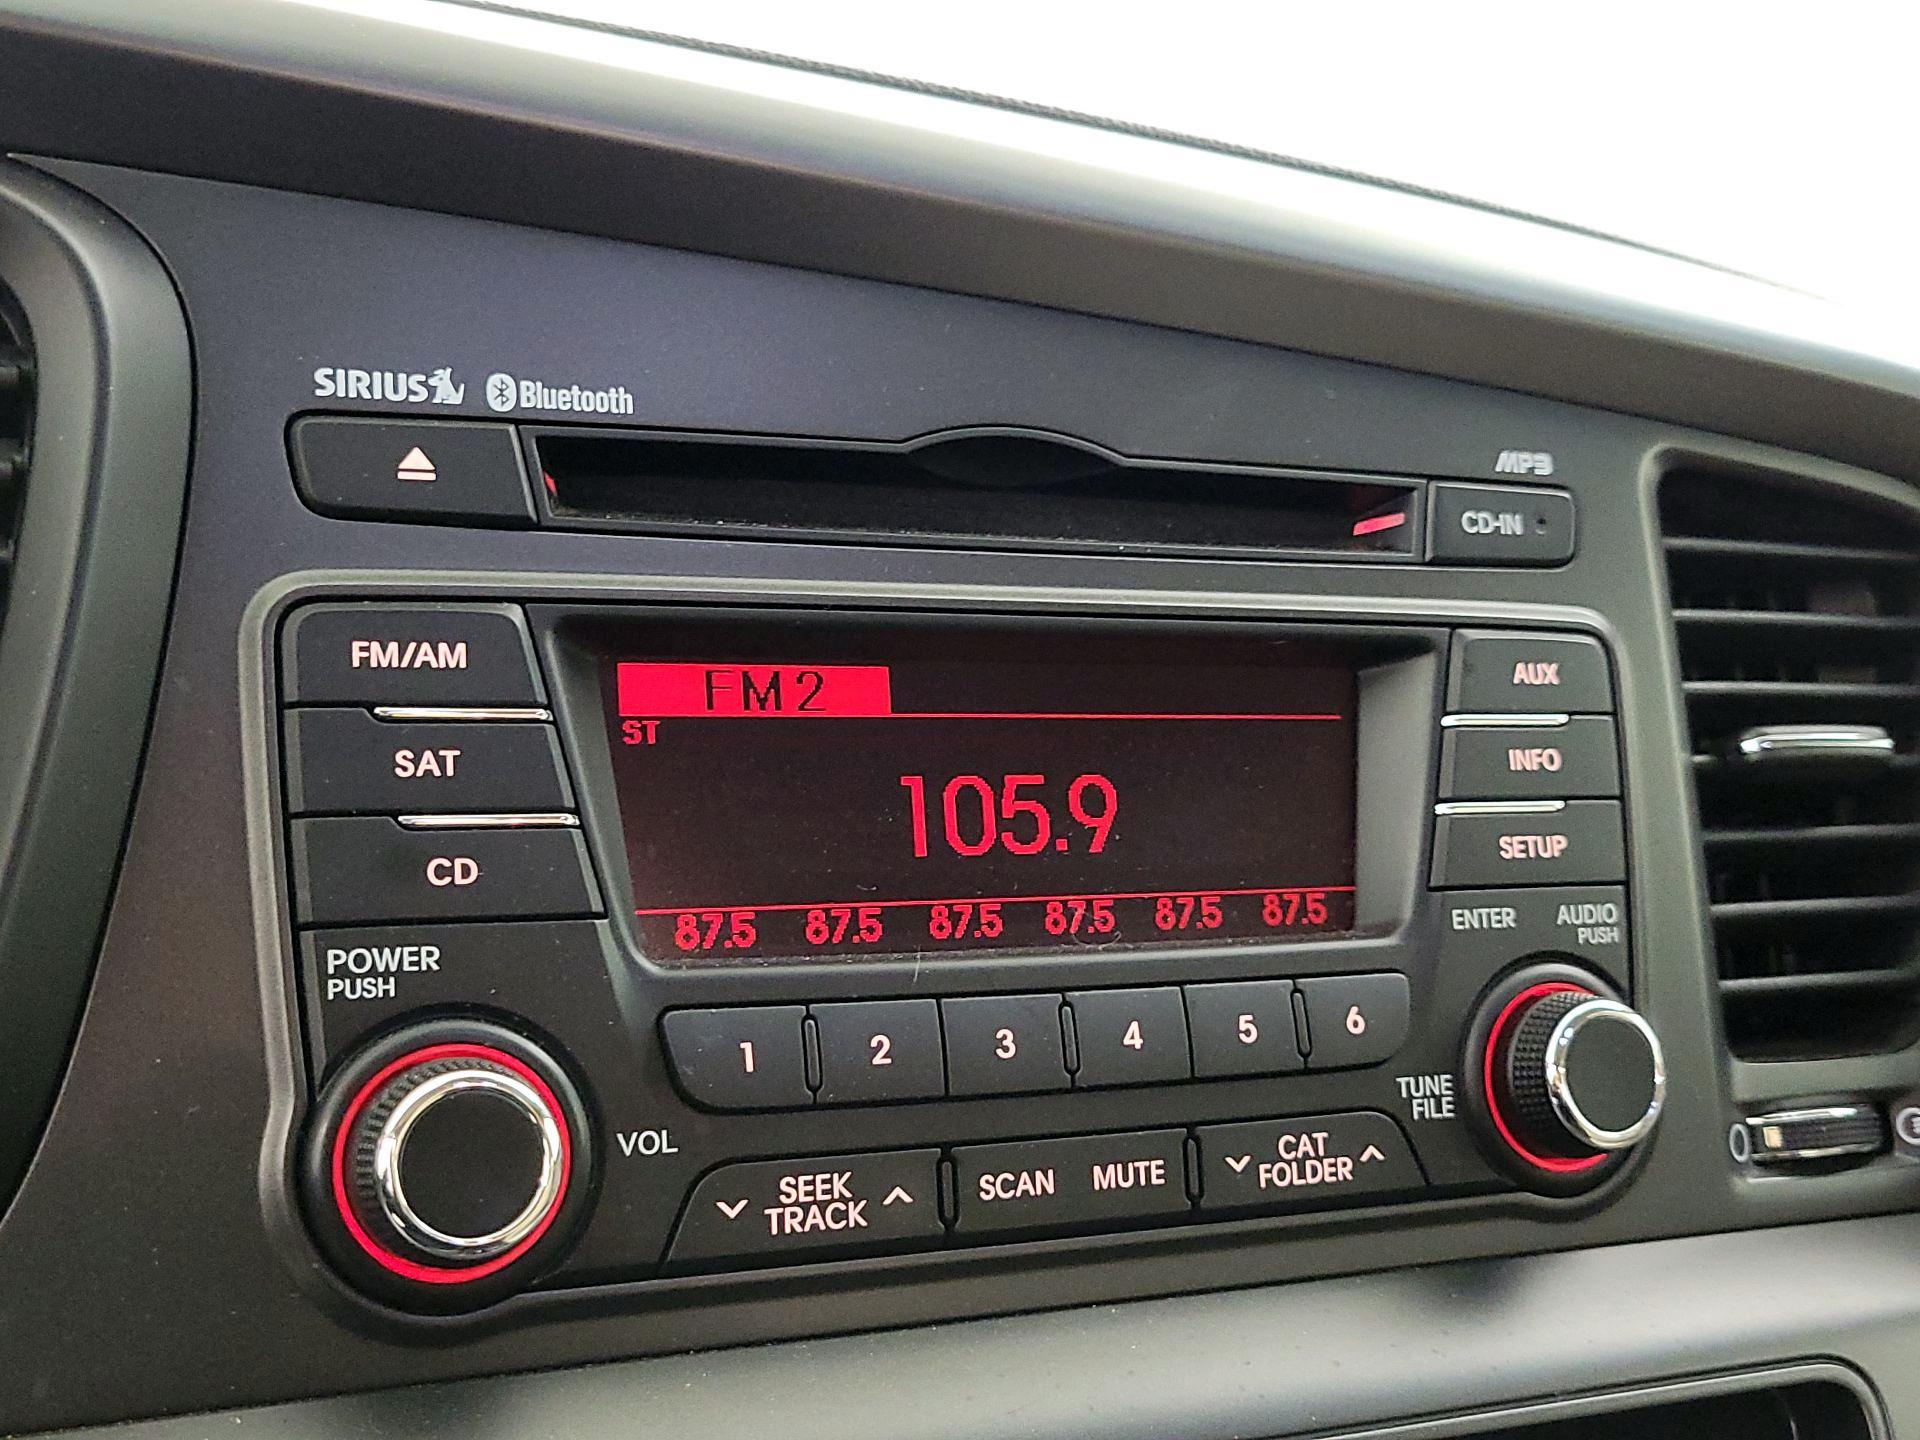 SIRIUS Bluetooth
MP3
CD-IN
FM/AM
SAT
CD
FM2
ST
105.9
87.5 87.5 87.5 87.5 87.5 87.5
AUX
INFO
SETUP
ENTER
AUDIO
PUSH
POWER
PUSH
VOL
1 2 3 4 5 6
TUNE
FILE
SEEK
TRACK
SCAN MUTE
CAT
FOLDER